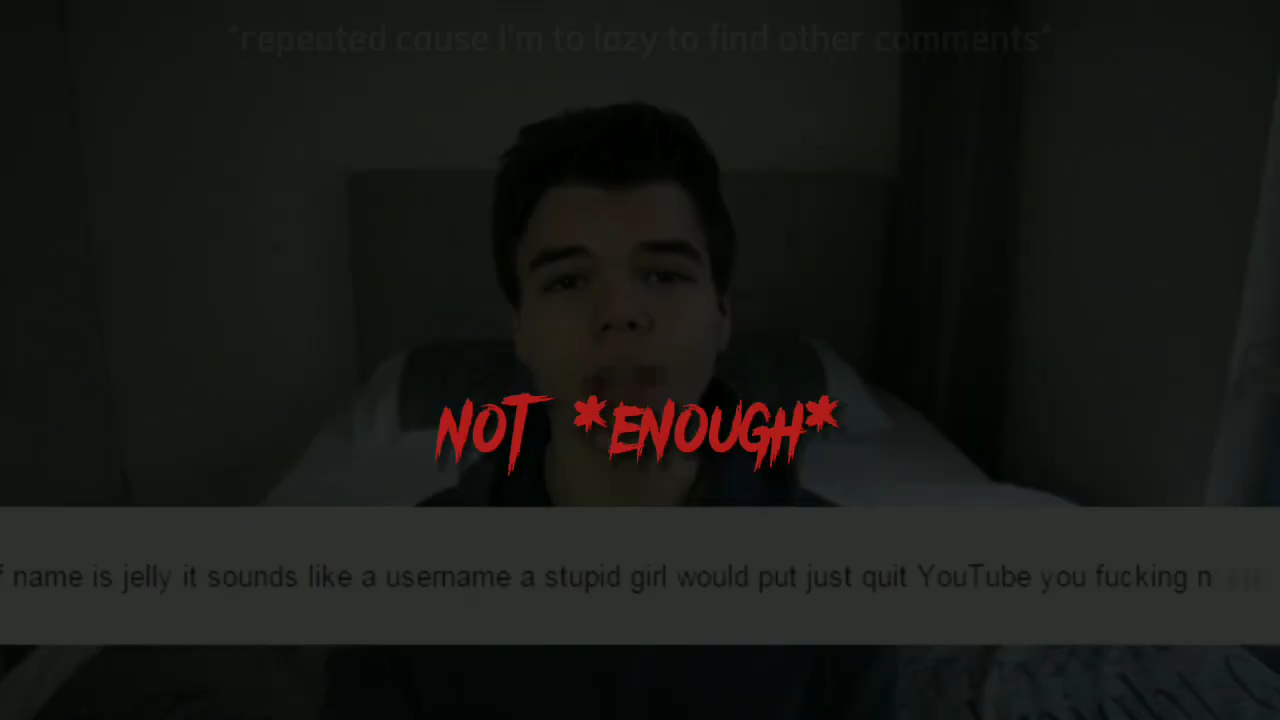 *repeated cause I'm to lazy to find other comments*
NOT *ENOUGH*
name is jelly it sounds like a username a stupid girl would put just quit YouTube you fucking n